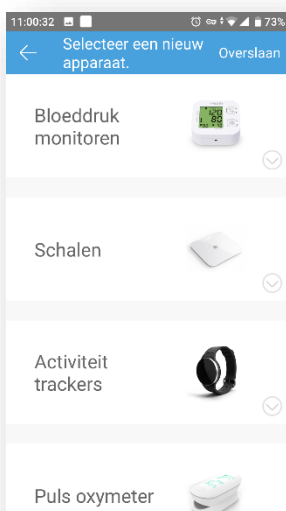 11:00:32 73%
Selecteer een nieuw
apparaat.
Overslaan
Bloeddruk
monitoren
Schalen
Activiteit
trackers
Puls oxymeter